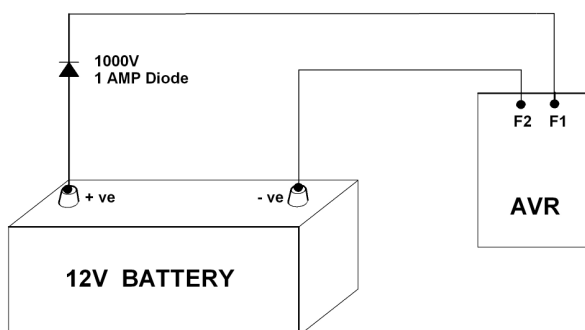 1000V
1 AMP Diode
F2 F1
+ ve - ve
AVR
12V BATTERY